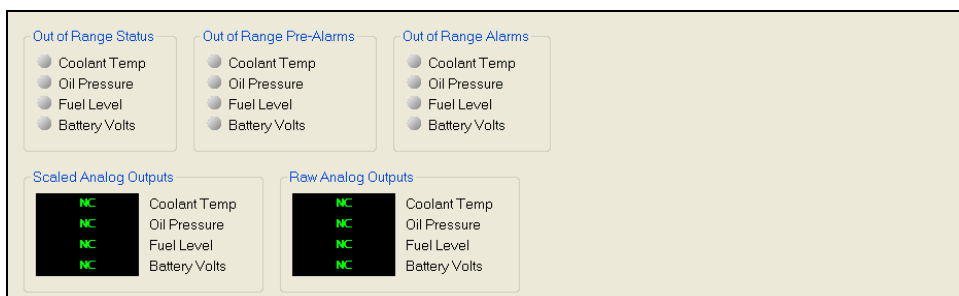 Out of Range Status
Coolant Temp
Oil Pressure
Fuel Level
Battery Volts
Out of Range Pre-Alarms
Coolant Temp
Oil Pressure
Fuel Level
Battery Volts
Out of Range Alarms
Coolant Temp
Oil Pressure
Fuel Level
Battery Volts
Scaled Analog Outputs
NC Coolant Temp
NC Oil Pressure
NC Fuel Level
NC Battery Volts
Raw Analog Outputs
NC Coolant Temp
NC Oil Pressure
NC Fuel Level
NC Battery Volts